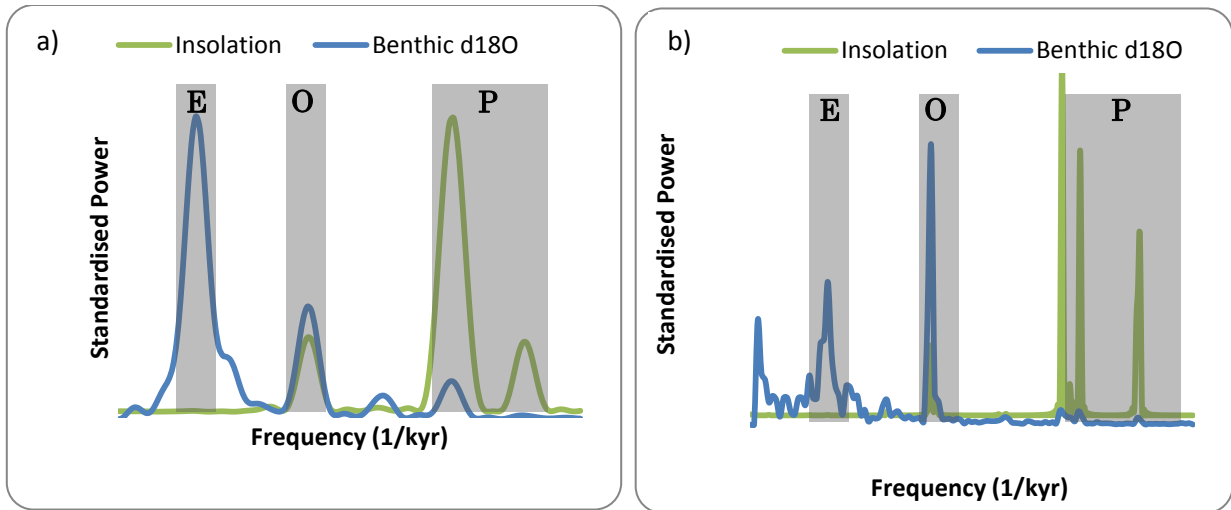 a)
Insolation
Benthic d18O
E
O
P
Standardised Power
Frequency (1/kyr)
b)
Insolation
Benthic d18O
E
O
P
Standardised Power
Frequency (1/kyr)